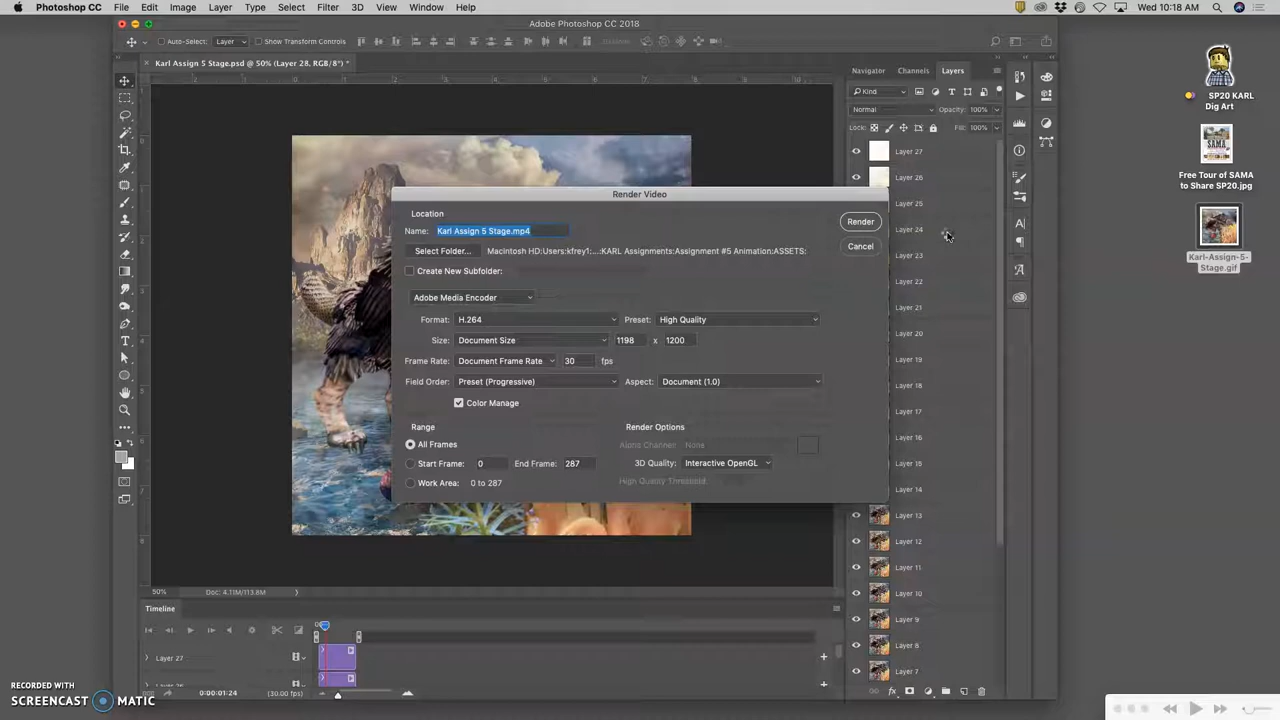 Photoshop CC File Edit Image Layer Type Select Filter 3D View Window Help
Wed 10:18 AM
Adobe Photoshop CC 2018
Auto-Select: Layer Show Transform Controls
Karl Assign 5 Stage.psd @ 50% (Layer 28, RGB/8*) *
Navigator Channels Layers
Kind
Normal Opacity: 100%
Lock: Fill: 100%
Layer 27
Layer 26
Layer 25
Layer 24
Layer 23
Layer 22
Layer 21
Layer 20
Layer 19
Layer 18
Layer 17
Layer 16
Layer 15
Layer 14
Layer 13
Layer 12
Layer 11
Layer 10
Layer 9
Layer 8
Layer 7
Render Video
Location
Name: Karl Assign 5 Stage.mp4
Render
Select Folder... Macintosh HD:Users:kfrey1:...:KARL Assignments:Assignment #5 Animation:ASSETS:
Cancel
Create New Subfolder:
Adobe Media Encoder
Format: H.264 Preset: High Quality
Size: Document Size 1198 x 1200
Frame Rate: Document Frame Rate 30 fps
Field Order: Preset (Progressive) Aspect: Document (1.0)
Color Manage
Range Render Options
All Frames Alpha Channel: None
Start Frame: 0 End Frame: 287 3D Quality: Interactive OpenGL
Work Area: 0 to 287 High Quality Threshold:
50% Doc: 4.11M/113.8M
Timeline
Layer 27
0:00:01:24 (30.00 fps)
SP20 KARL
Dig Art
Free Tour of SAMA
to Share SP20.jpg
Karl-Assign-5-
Stage.gif
RECORDED WITH
SCREENCAST MATIC